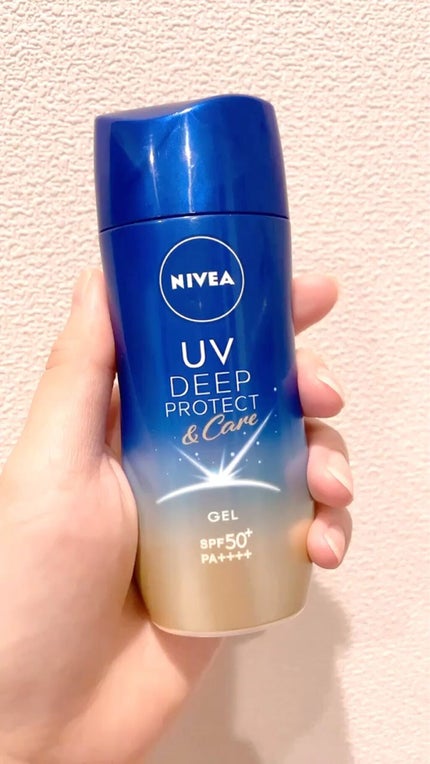 NIVEA
UV
DEEP
PROTECT
& Care
GEL
SPF50+
PA++++